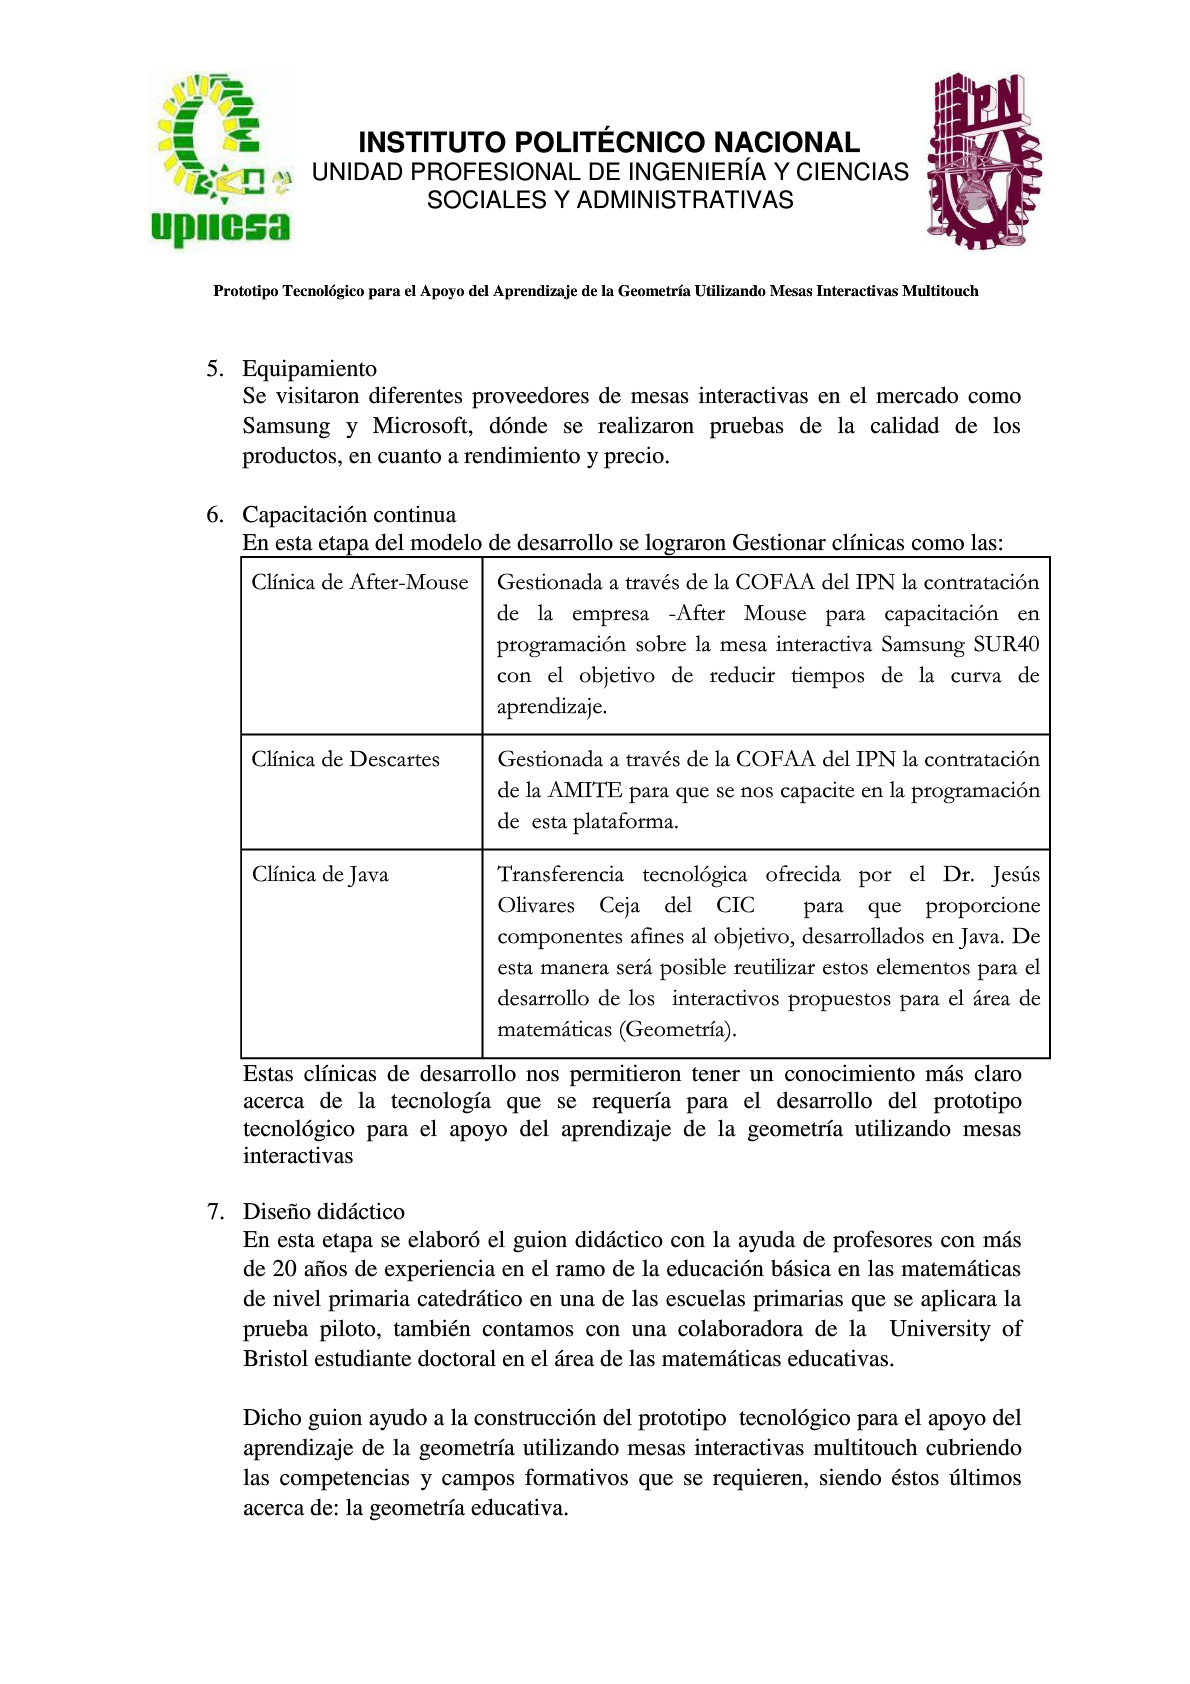 upiicsa
IPN
INSTITUTO POLITÉCNICO NACIONAL
UNIDAD PROFESIONAL DE INGENIERÍA Y CIENCIAS
SOCIALES Y ADMINISTRATIVAS
Prototipo Tecnológico para el Apoyo del Aprendizaje de la Geometría Utilizando Mesas Interactivas Multitouch
5. Equipamiento
Se visitaron diferentes proveedores de mesas interactivas en el mercado como
Samsung y Microsoft, dónde se realizaron pruebas de la calidad de los
productos, en cuanto a rendimiento y precio.
6. Capacitación continua
En esta etapa del modelo de desarrollo se lograron Gestionar clínicas como las:
Clínica de After-Mouse
Gestionada a través de la COFAA del IPN la contratación
de la empresa -After Mouse para capacitación en
programación sobre la mesa interactiva Samsung SUR40
con el objetivo de reducir tiempos de la curva de
aprendizaje.
Clínica de Descartes
Gestionada a través de la COFAA del IPN la contratación
de la AMITE para que se nos capacite en la programación
de esta plataforma.
Clínica de Java
Transferencia tecnológica ofrecida por el Dr. Jesús
Olivares Ceja del CIC para que proporcione
componentes afines al objetivo, desarrollados en Java. De
esta manera será posible reutilizar estos elementos para el
desarrollo de los interactivos propuestos para el área de
matemáticas (Geometría).
Estas clínicas de desarrollo nos permitieron tener un conocimiento más claro
acerca de la tecnología que se requería para el desarrollo del prototipo
tecnológico para el apoyo del aprendizaje de la geometría utilizando mesas
interactivas
7. Diseño didáctico
En esta etapa se elaboró el guion didáctico con la ayuda de profesores con más
de 20 años de experiencia en el ramo de la educación básica en las matemáticas
de nivel primaria catedrático en una de las escuelas primarias que se aplicara la
prueba piloto, también contamos con una colaboradora de la University of
Bristol estudiante doctoral en el área de las matemáticas educativas.
Dicho guion ayudo a la construcción del prototipo tecnológico para el apoyo del
aprendizaje de la geometría utilizando mesas interactivas multitouch cubriendo
las competencias y campos formativos que se requieren, siendo éstos últimos
acerca de: la geometría educativa.